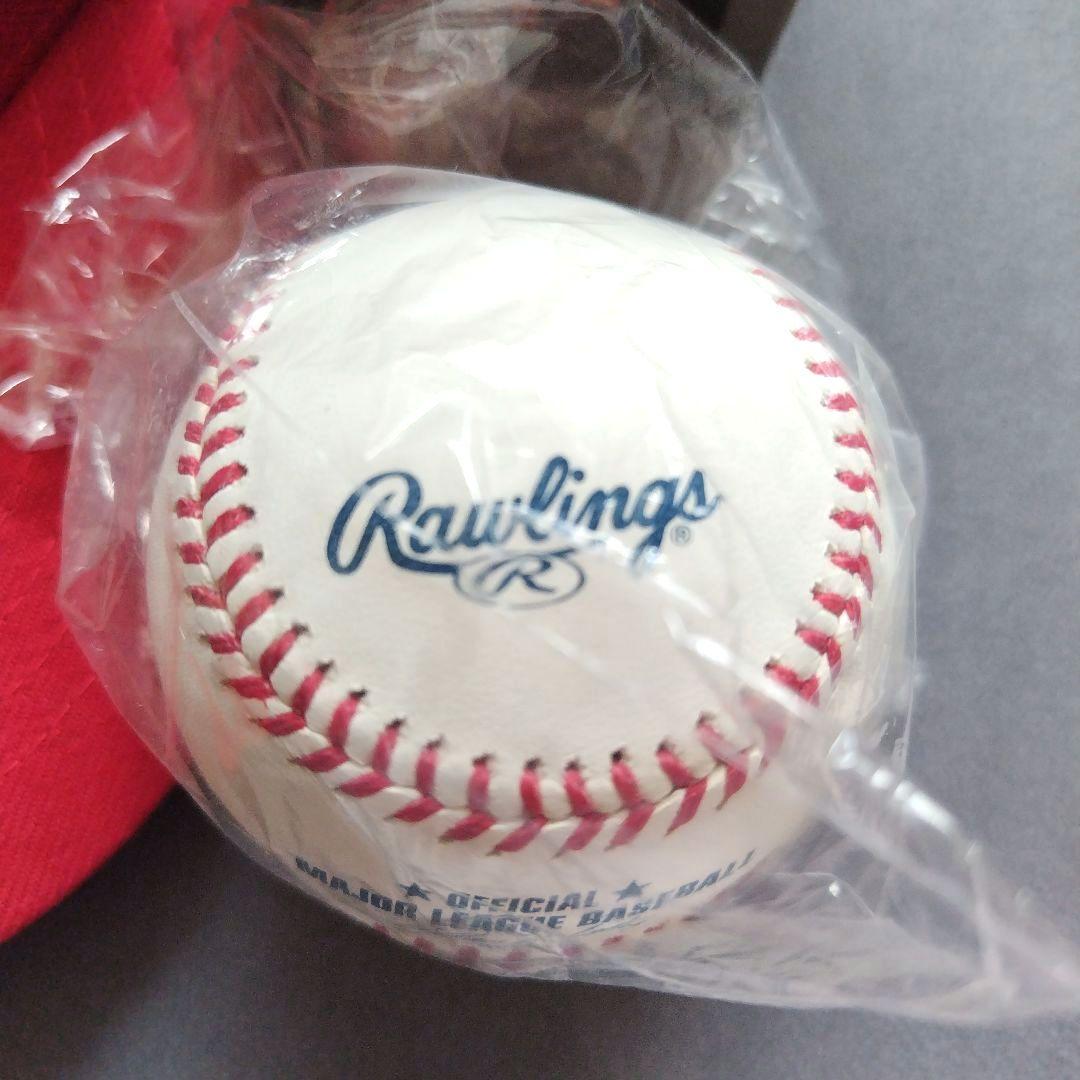 Rawlings®
R
★ OFFICIAL ★
MAJOR LEAGUE BASEBALL